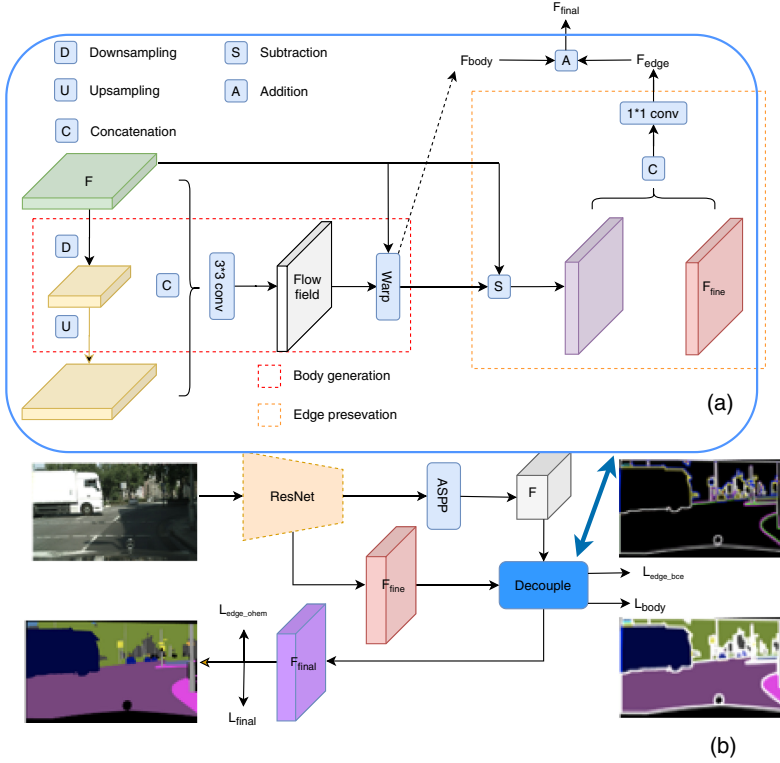 F_final
D Downsampling
S Subtraction
F_body
A
F_edge
U Upsampling
A Addition
1*1 conv
C Concatenation
C
F
D
C
3*3 conv
Flow
field
Warp
S
F_fine
U
Body generation
Edge presevation
(a)
ResNet
ASPP
F
F_fine
Decouple
L_edge_bce
L_body
L_edge_ohem
F_final
L_final
(b)